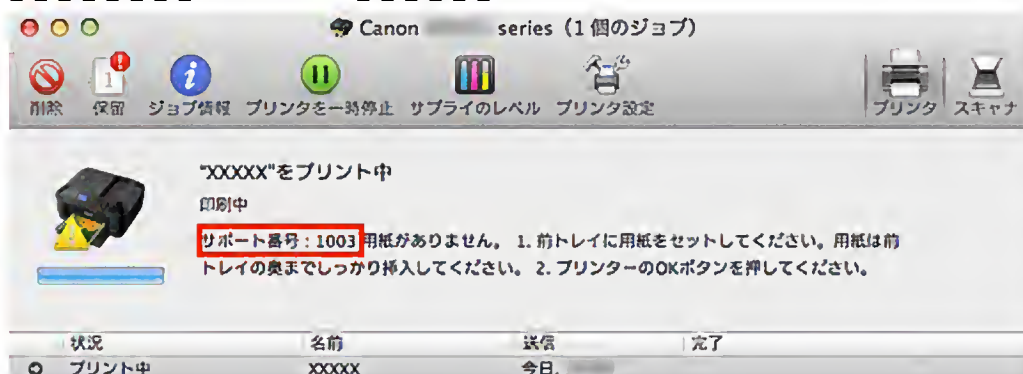 Canon series（1個のジョブ）
1
削除 保留 ジョブ情報 プリンタを一時停止 サプライのレベル プリンタ設定 プリンタ スキャナ
"XXXXX"をプリント中
印刷中
サポート番号：1003 用紙がありません。 1. 前トレイに用紙をセットしてください。用紙は前
トレイの奥までしっかり挿入してください。 2. プリンターのOKボタンを押してください。
状況 名前 送信 完了
プリント中 XXXXX 今日,